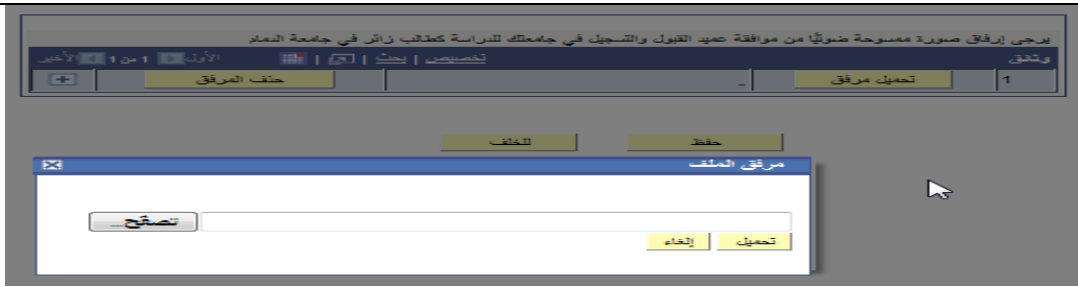 يرجى إرفاق صورة ممسوحة ضوئيًا من موافقة عميد القبول والتسجيل في جامعتك للدراسة كطالب زائر في جامعة الدمام
وثائق تخصيص | بحث | الأول 1 من 1 الأخير
1 تحميل مرفق - حذف المرفق
حفظ للخلف
مرفق الملف
تصفّح...
تحميل إلغاء